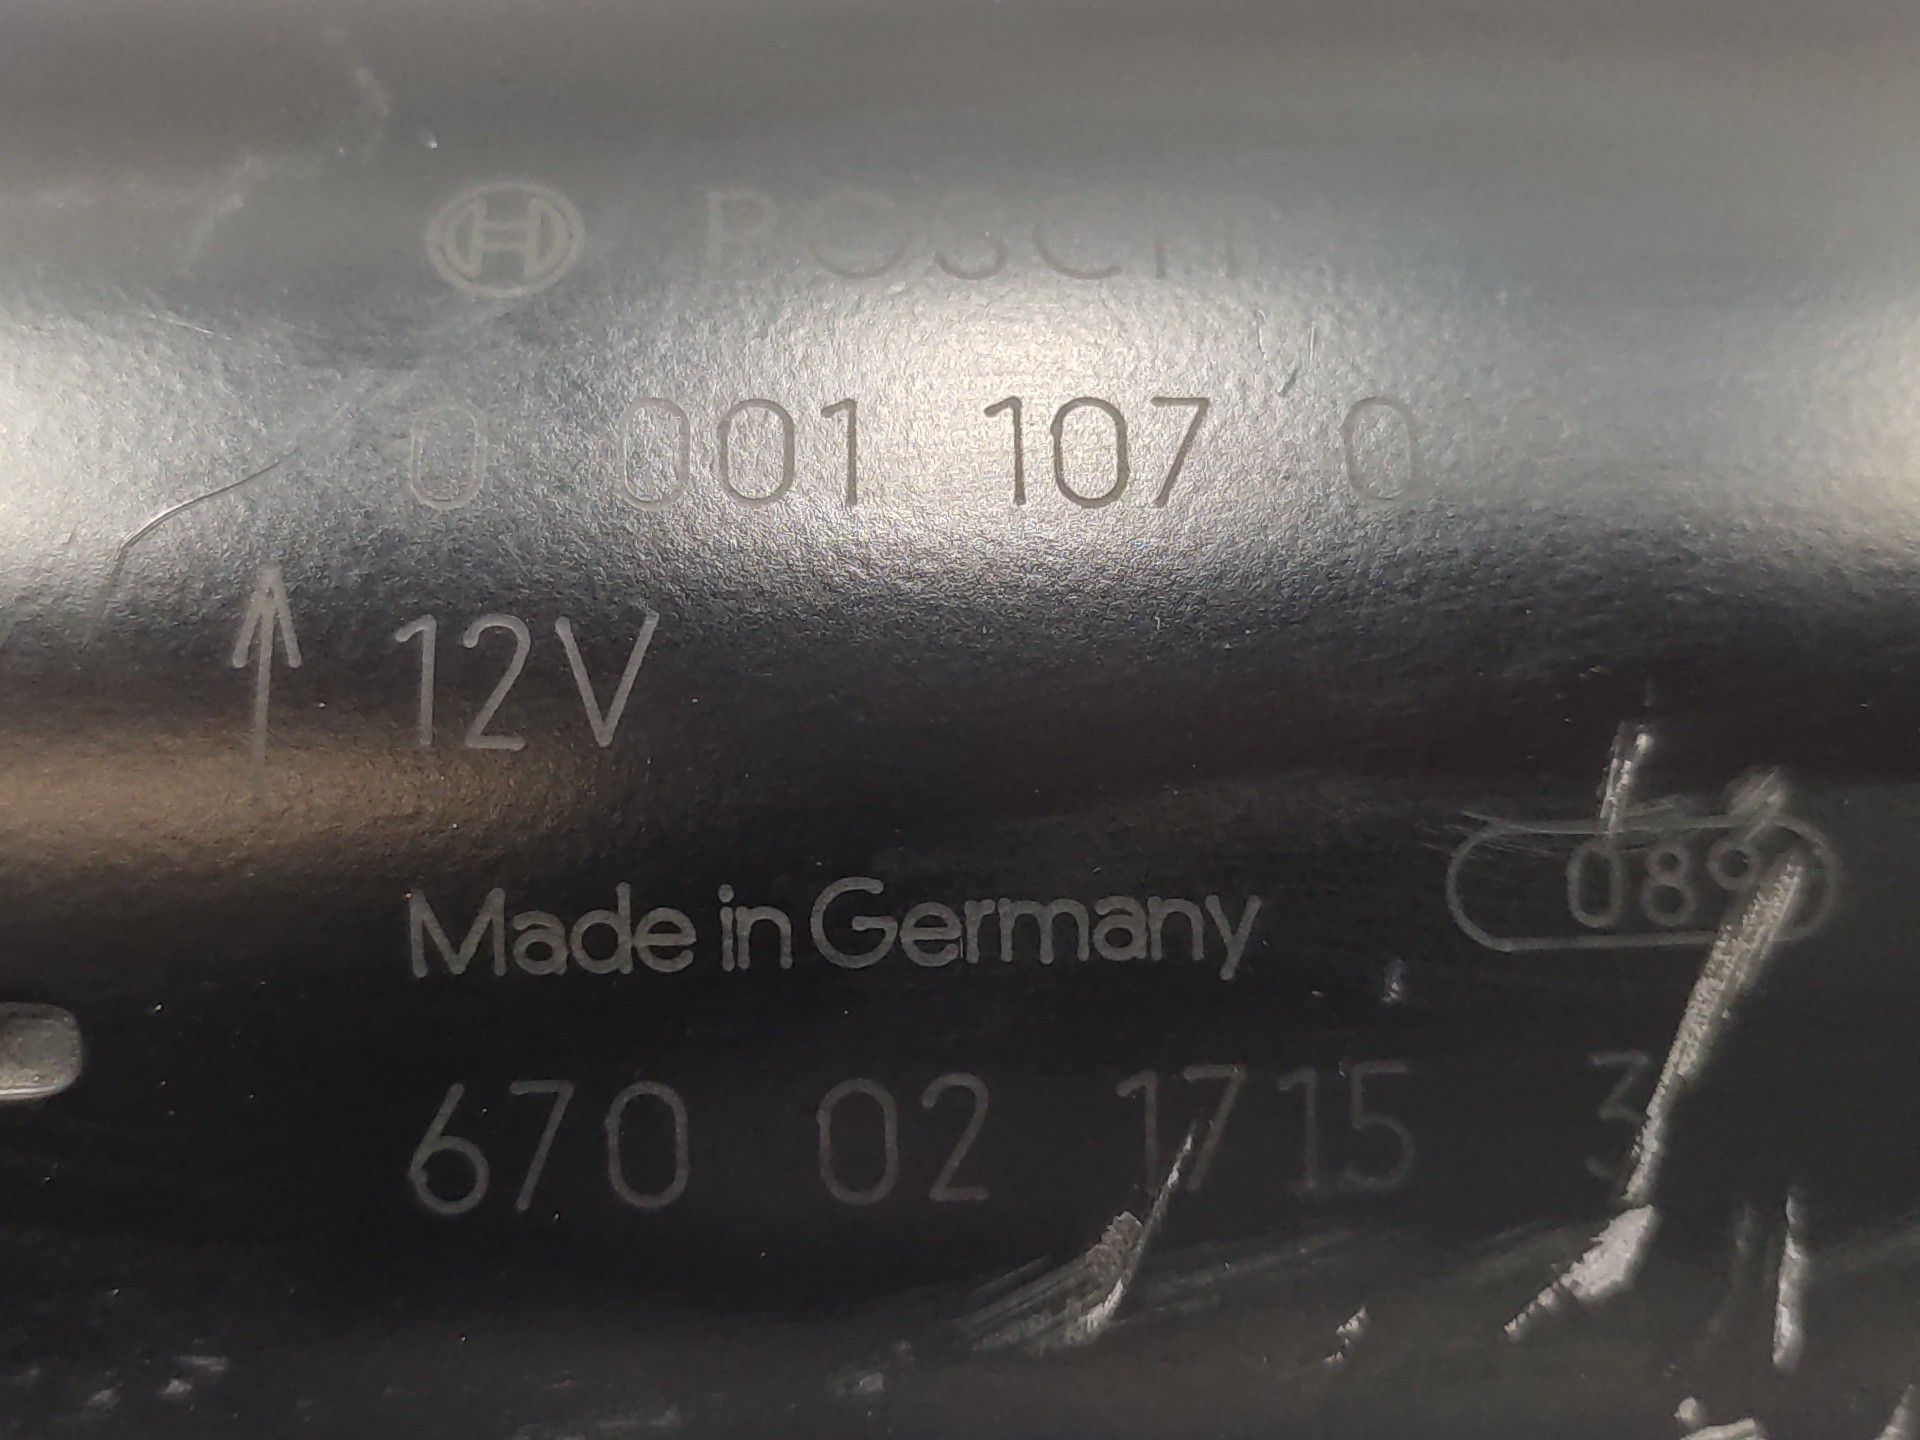 BOSCH
0 001 107 0
12V
089
Made in Germany
670 02 1715 3